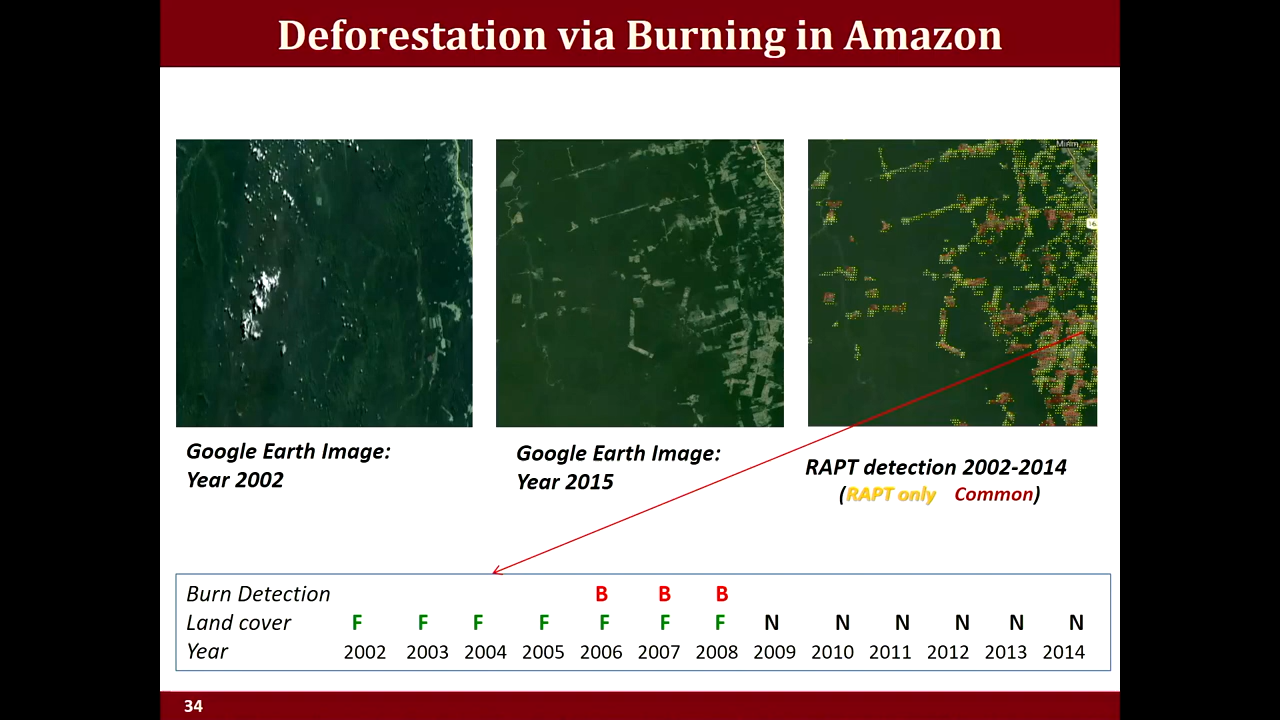 Deforestation via Burning in Amazon
Google Earth Image:
Year 2002
Google Earth Image:
Year 2015
RAPT detection 2002-2014
(RAPT only Common)
Burn Detection B B B
Land cover F F F F F F F N N N N N N
Year 2002 2003 2004 2005 2006 2007 2008 2009 2010 2011 2012 2013 2014
34